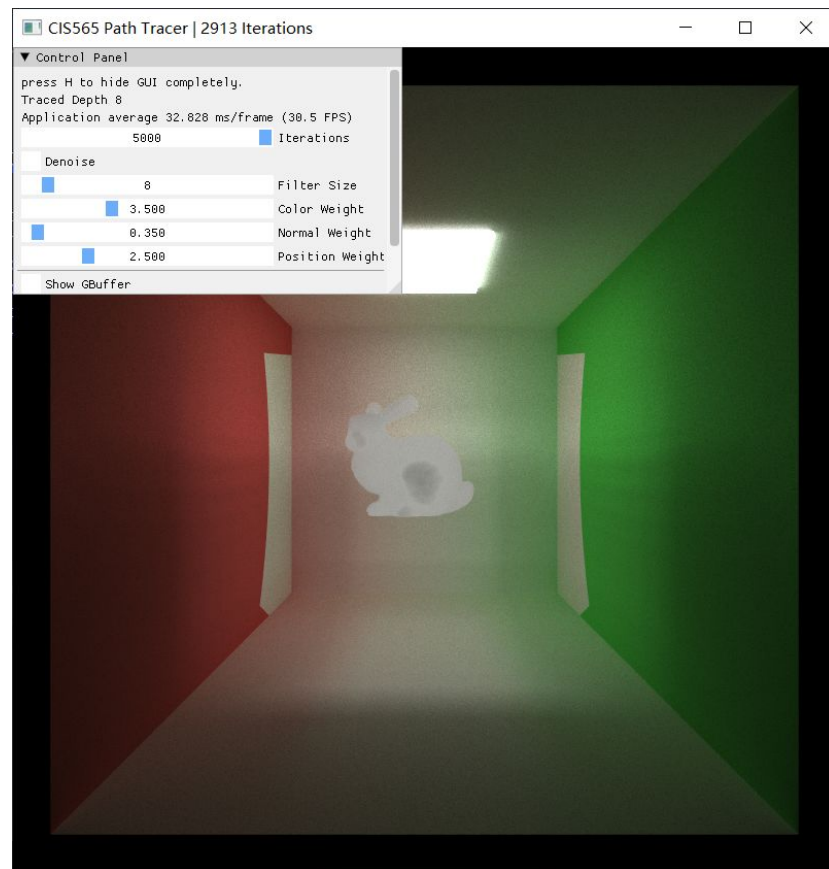 CIS565 Path Tracer | 2913 Iterations
Control Panel
press H to hide GUI completely.
Traced Depth 8
Application average 32.828 ms/frame (30.5 FPS)
5000 Iterations
Denoise
8 Filter Size
3.500 Color Weight
0.350 Normal Weight
2.500 Position Weight
Show GBuffer